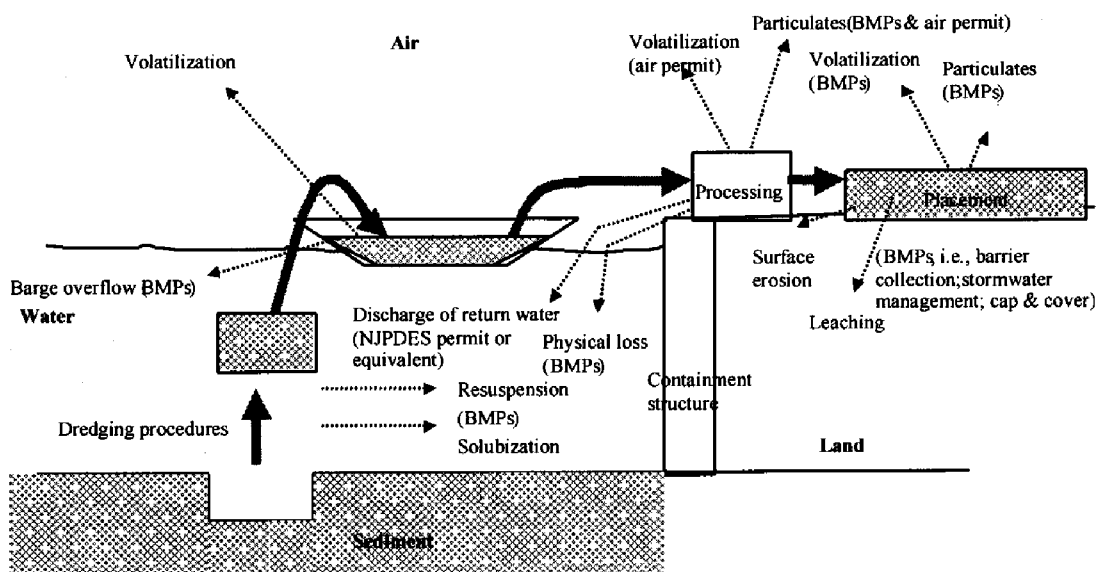 Air
Particulates(BMPs & air permit)
Volatilization
Volatilization
(air permit)
Volatilization
(BMPs)
Particulates
(BMPs)
Processing
Placement
Barge overflow (BMPs)
Water
Surface
erosion
(BMPs, i.e., barrier
collection;stormwater
management; cap & cover)
Leaching
Discharge of return water
(NJPDES permit or
equivalent)
Physical loss
(BMPs)
Containment
structure
Resuspension
(BMPs)
Solubization
Dredging procedures
Land
Sediment